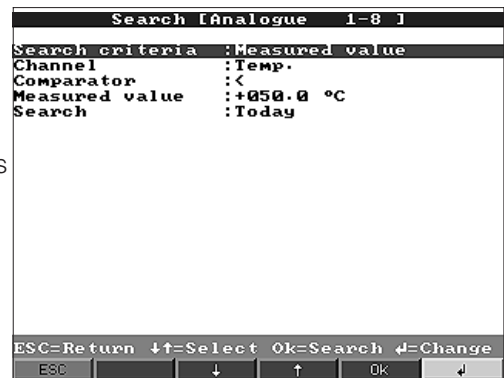 Search [Analogue 1-8 ]
Search criteria :Measured value
Channel :Temp.
Comparator :<
Measured value :+050.0 °C
Search :Today
s
ESC=Return ↓↑=Select Ok=Search ↵=Change
ESC ↓ ↑ Ok ↵